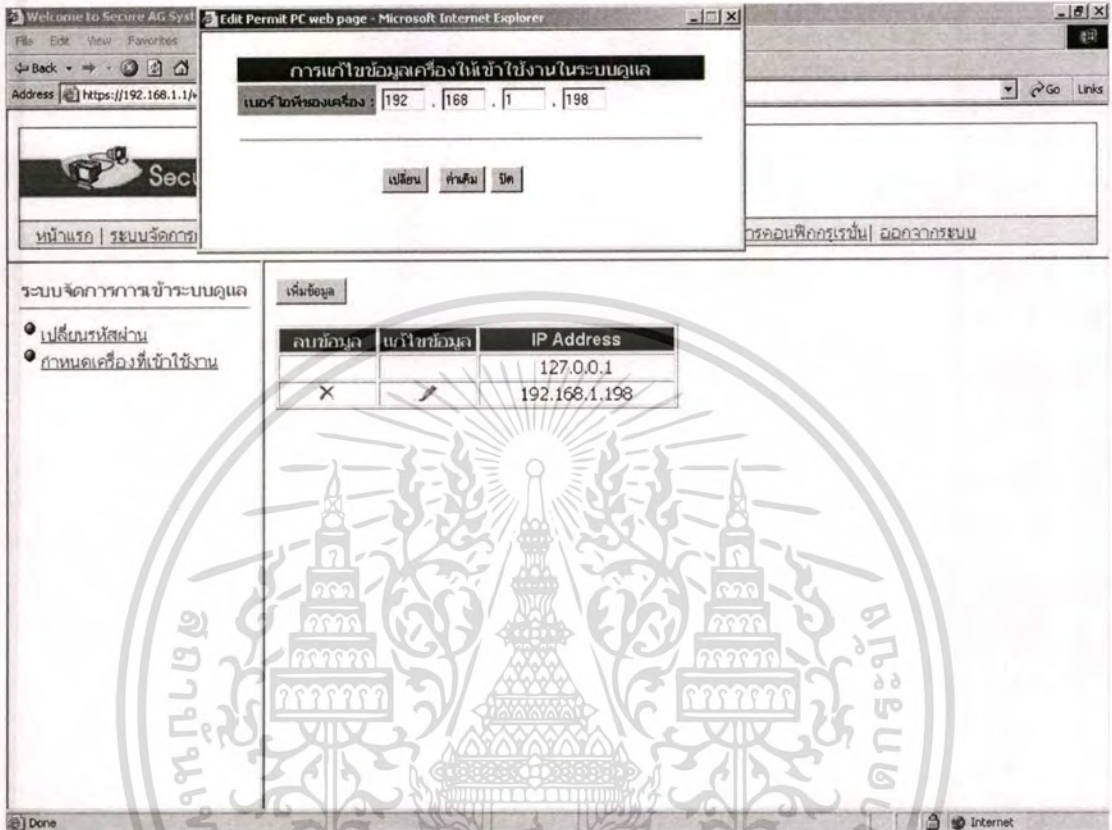 Welcome to Secure AG Syst
Edit Permit PC web page - Microsoft Internet Explorer
File Edit View Favorites
Back
Address https://192.168.1.1/
Go Links
การแก้ไขข้อมูลเครื่องให้เข้าใช้งานในระบบดูแล
เบอร์ไอพีของเครื่อง : 192 . 168 . 1 . 198
เปลี่ยน ค่าเดิม ปิด
Secu
หน้าแรก | ระบบจัดการก
ารคอนฟิกกูเรชั่น| ออกจากระบบ
ระบบจัดการการเข้าระบบดูแล
เปลี่ยนรหัสผ่าน
กำหนดเครื่องที่เข้าใช้งาน
เพิ่มข้อมูล
ลบข้อมูล แก้ไขข้อมูล IP Address
127.0.0.1
192.168.1.198
Done
Internet